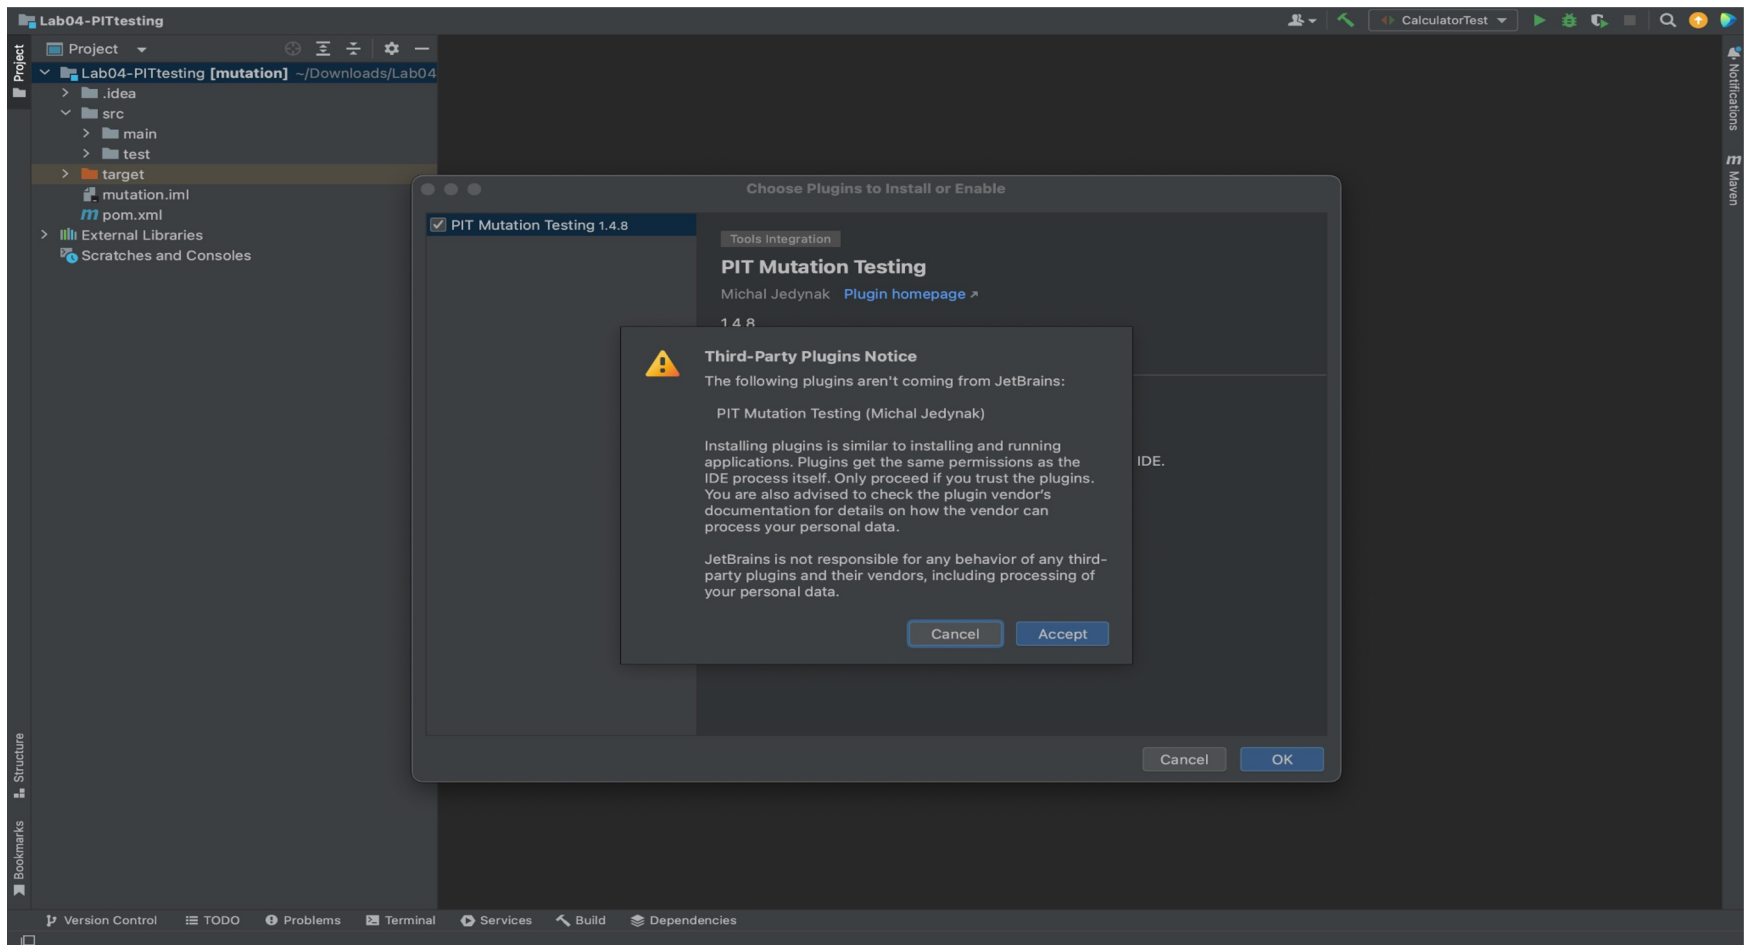 Lab04-PITtesting
CalculatorTest
Project
Project
Lab04-PITtesting [mutation] ~/Downloads/Lab04
.idea
src
main
test
target
mutation.iml
pom.xml
External Libraries
Scratches and Consoles
Choose Plugins to Install or Enable
PIT Mutation Testing 1.4.8
Tools Integration
PIT Mutation Testing
Michal Jedynak Plugin homepage
1.4.8
Third-Party Plugins Notice
The following plugins aren't coming from JetBrains:
PIT Mutation Testing (Michal Jedynak)
Installing plugins is similar to installing and running
applications. Plugins get the same permissions as the
IDE process itself. Only proceed if you trust the plugins.
You are also advised to check the plugin vendor's
documentation for details on how the vendor can
process your personal data.
JetBrains is not responsible for any behavior of any third-
party plugins and their vendors, including processing of
your personal data.
Cancel Accept
IDE.
Cancel OK
Notifications
m Maven
Structure
Bookmarks
Version Control TODO Problems Terminal Services Build Dependencies